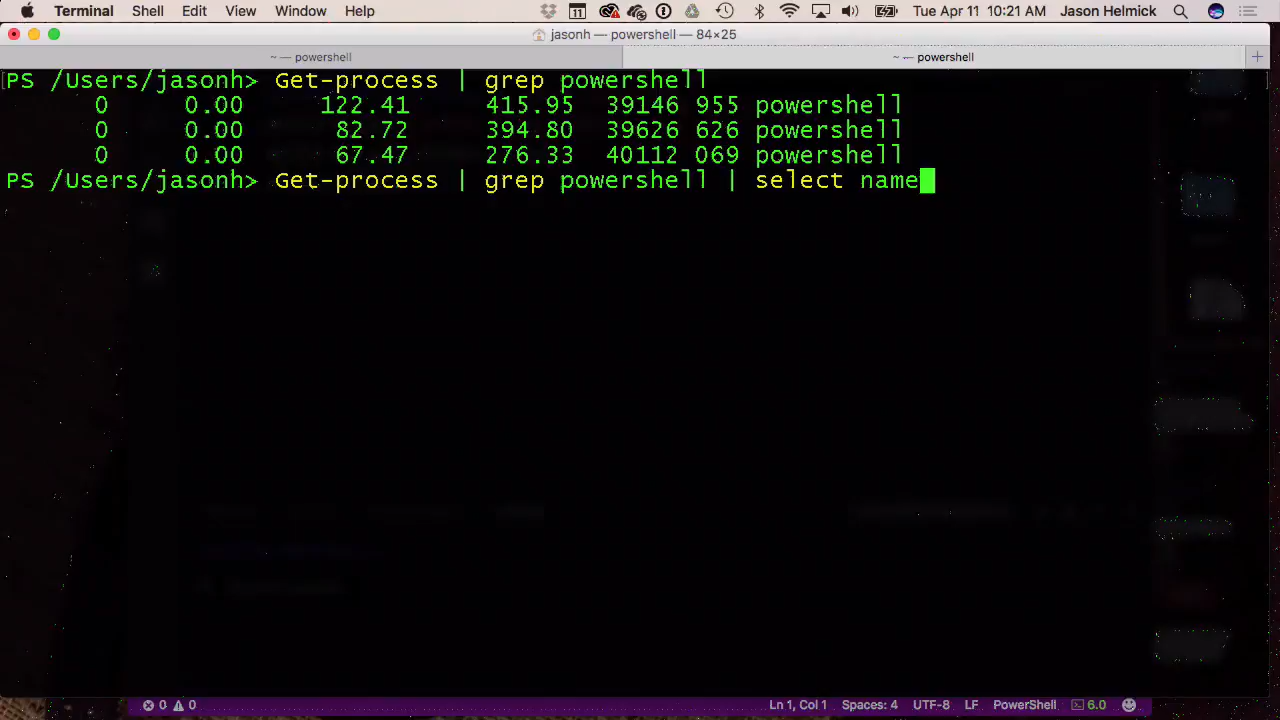 Terminal Shell Edit View Window Help 11 Tue Apr 11 10:21 AM Jason Helmick
jasonh — powershell — 84×25
~ — powershell ~ — powershell +
PS /Users/jasonh> Get-process | grep powershell
0 0.00 122.41 415.95 39146 955 powershell
0 0.00 82.72 394.80 39626 626 powershell
0 0.00 67.47 276.33 40112 069 powershell
PS /Users/jasonh> Get-process | grep powershell | select name
0 0 Ln 1, Col 1 Spaces: 4 UTF-8 LF PowerShell 6.0